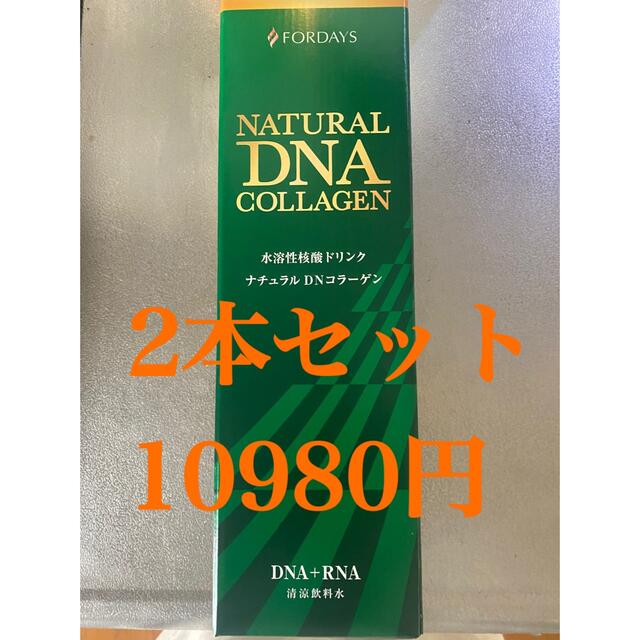 FORDAYS
NATURAL
DNA
COLLAGEN
水溶性核酸ドリンク
ナチュラル DNコラーゲン
2本セット
10980円
DNA+RNA
清涼飲料水